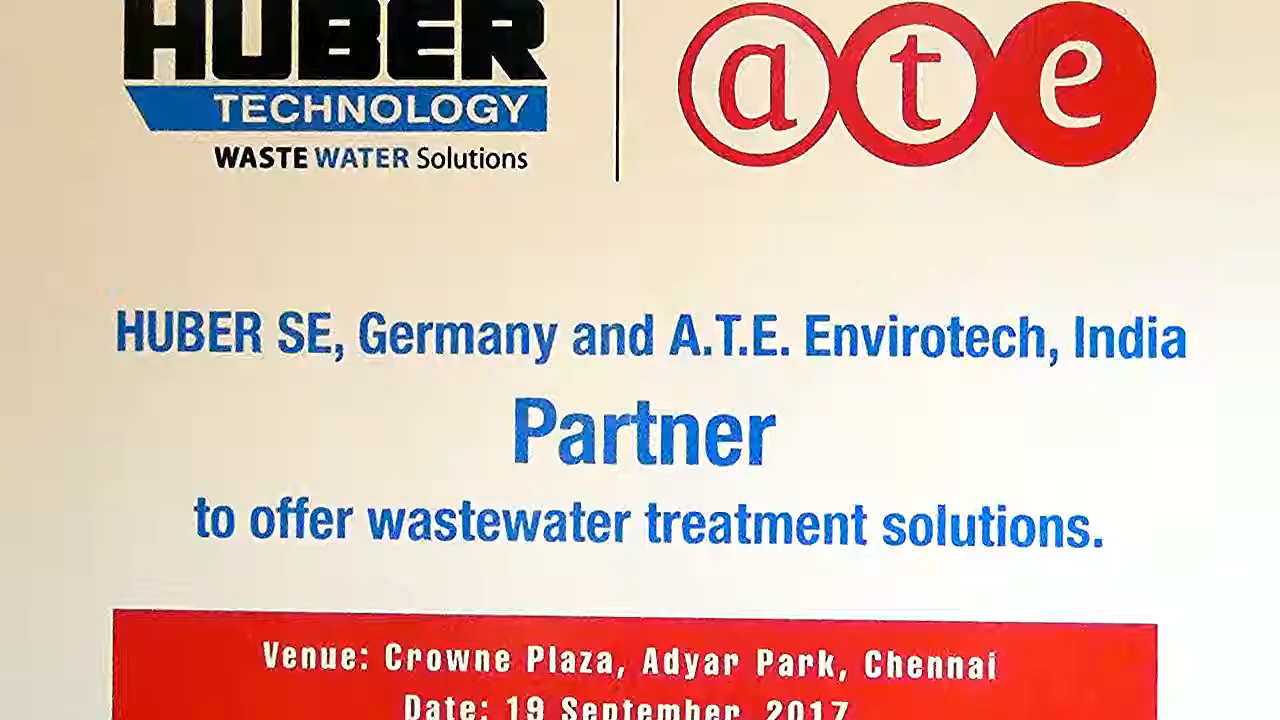 HUBER
TECHNOLOGY
WASTE WATER Solutions
ate
HUBER SE, Germany and A.T.E. Envirotech, India
Partner
to offer wastewater treatment solutions.
Venue: Crowne Plaza, Adyar Park, Chennai
Date: 19 September, 2017